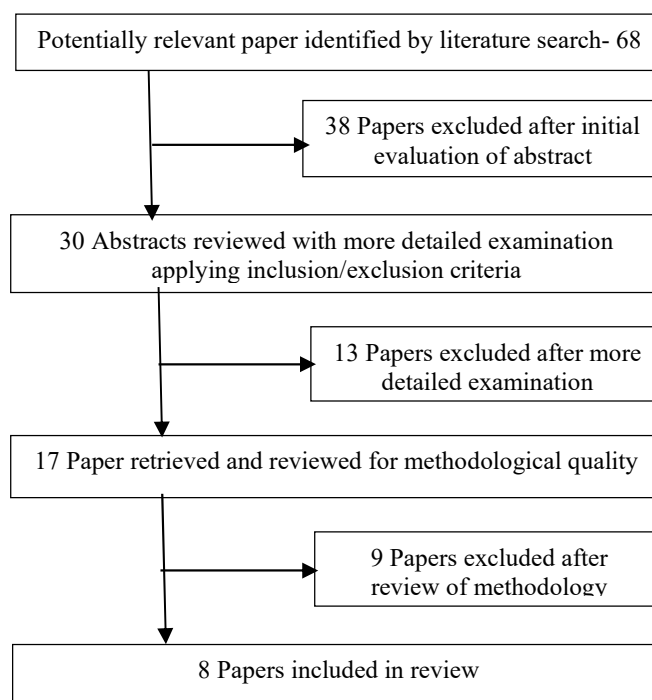 Potentially relevant paper identified by literature search- 68
38 Papers excluded after initial
evaluation of abstract
30 Abstracts reviewed with more detailed examination
applying inclusion/exclusion criteria
13 Papers excluded after more
detailed examination
17 Paper retrieved and reviewed for methodological quality
9 Papers excluded after
review of methodology
8 Papers included in review